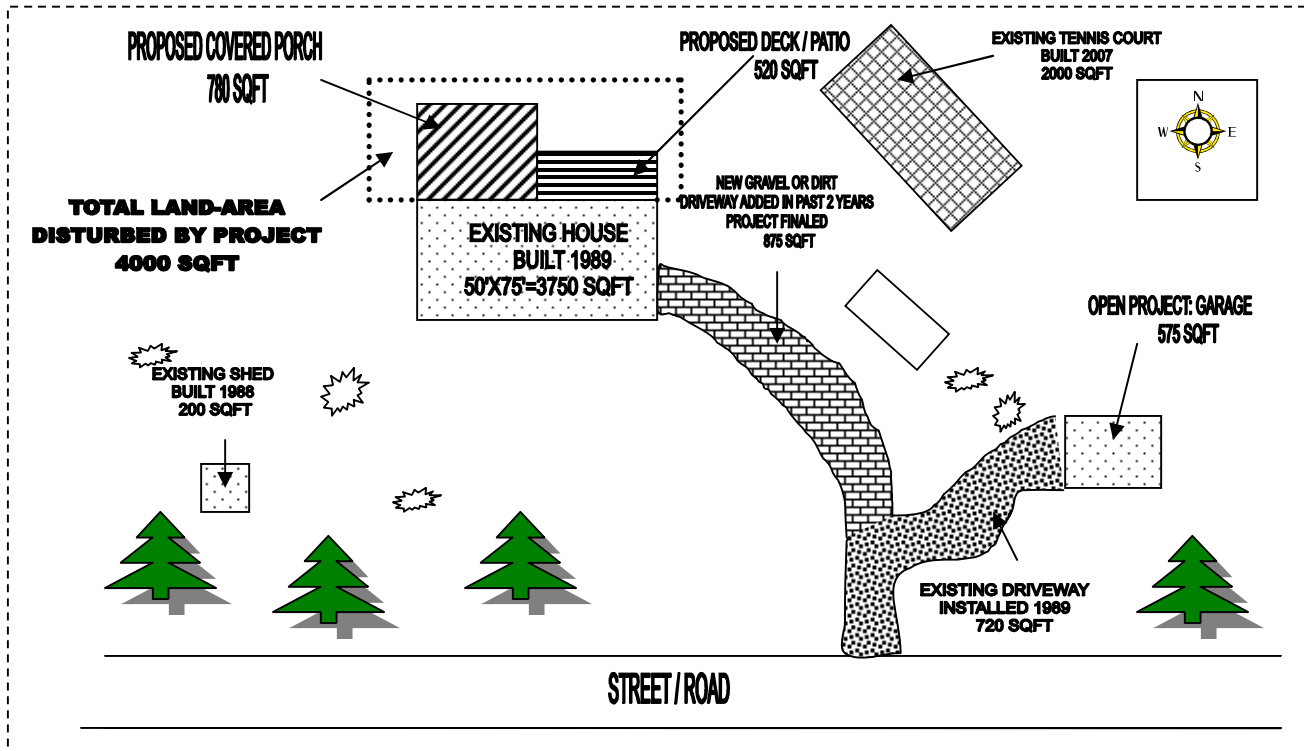 PROPOSED COVERED PORCH
780 SQFT
PROPOSED DECK / PATIO
520 SQFT
EXISTING TENNIS COURT
BUILT 2007
2000 SQFT
N
W E
S
TOTAL LAND-AREA
DISTURBED BY PROJECT
4000 SQFT
NEW GRAVEL OR DIRT
DRIVEWAY ADDED IN PAST 2 YEARS
PROJECT FINALED
875 SQFT
EXISTING HOUSE
BUILT 1989
50'X75'=3750 SQFT
OPEN PROJECT: GARAGE
575 SQFT
EXISTING SHED
BUILT 1988
200 SQFT
EXISTING DRIVEWAY
INSTALLED 1989
720 SQFT
STREET / ROAD